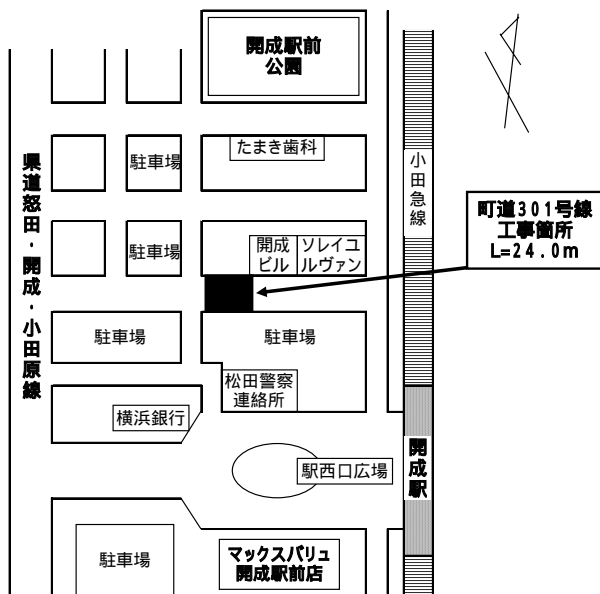 開成駅前
公園
たまき歯科
駐車場
小田急線
県道怒田・開成・小田原線
町道301号線
工事箇所
L=24.0m
駐車場
開成
ビル
ソレイユ
ルヴァン
駐車場
駐車場
松田警察
連絡所
横浜銀行
開成駅
駅西口広場
駐車場
マックスバリュ
開成駅前店